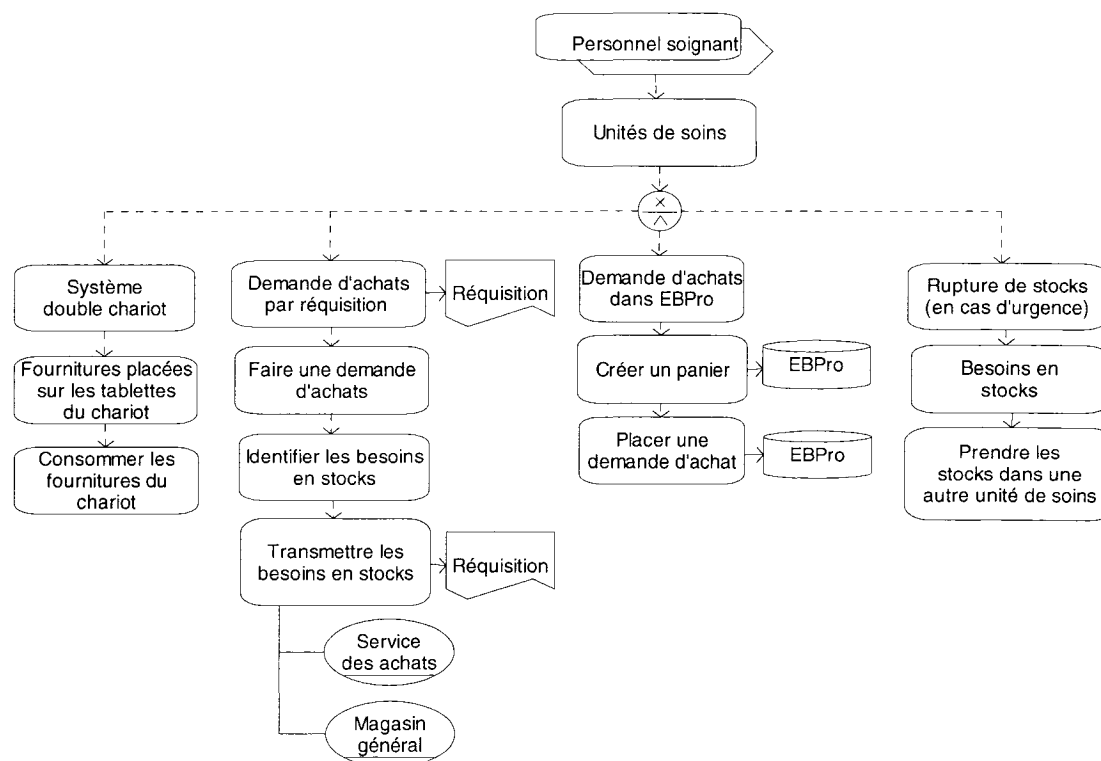 Personnel soignant
Unités de soins
Système
double chariot
Fournitures placées
sur les tablettes
du chariot
Consommer les
fournitures du
chariot
Demande d'achats
par réquisition
Réquisition
Faire une demande
d'achats
Identifier les besoins
en stocks
Transmettre les
besoins en stocks
Réquisition
Service
des achats
Magasin
général
Demande d'achats
dans EBPro
Créer un panier
EBPro
Placer une
demande d'achat
EBPro
Rupture de stocks
(en cas d'urgence)
Besoins en
stocks
Prendre les
stocks dans une
autre unité de soins